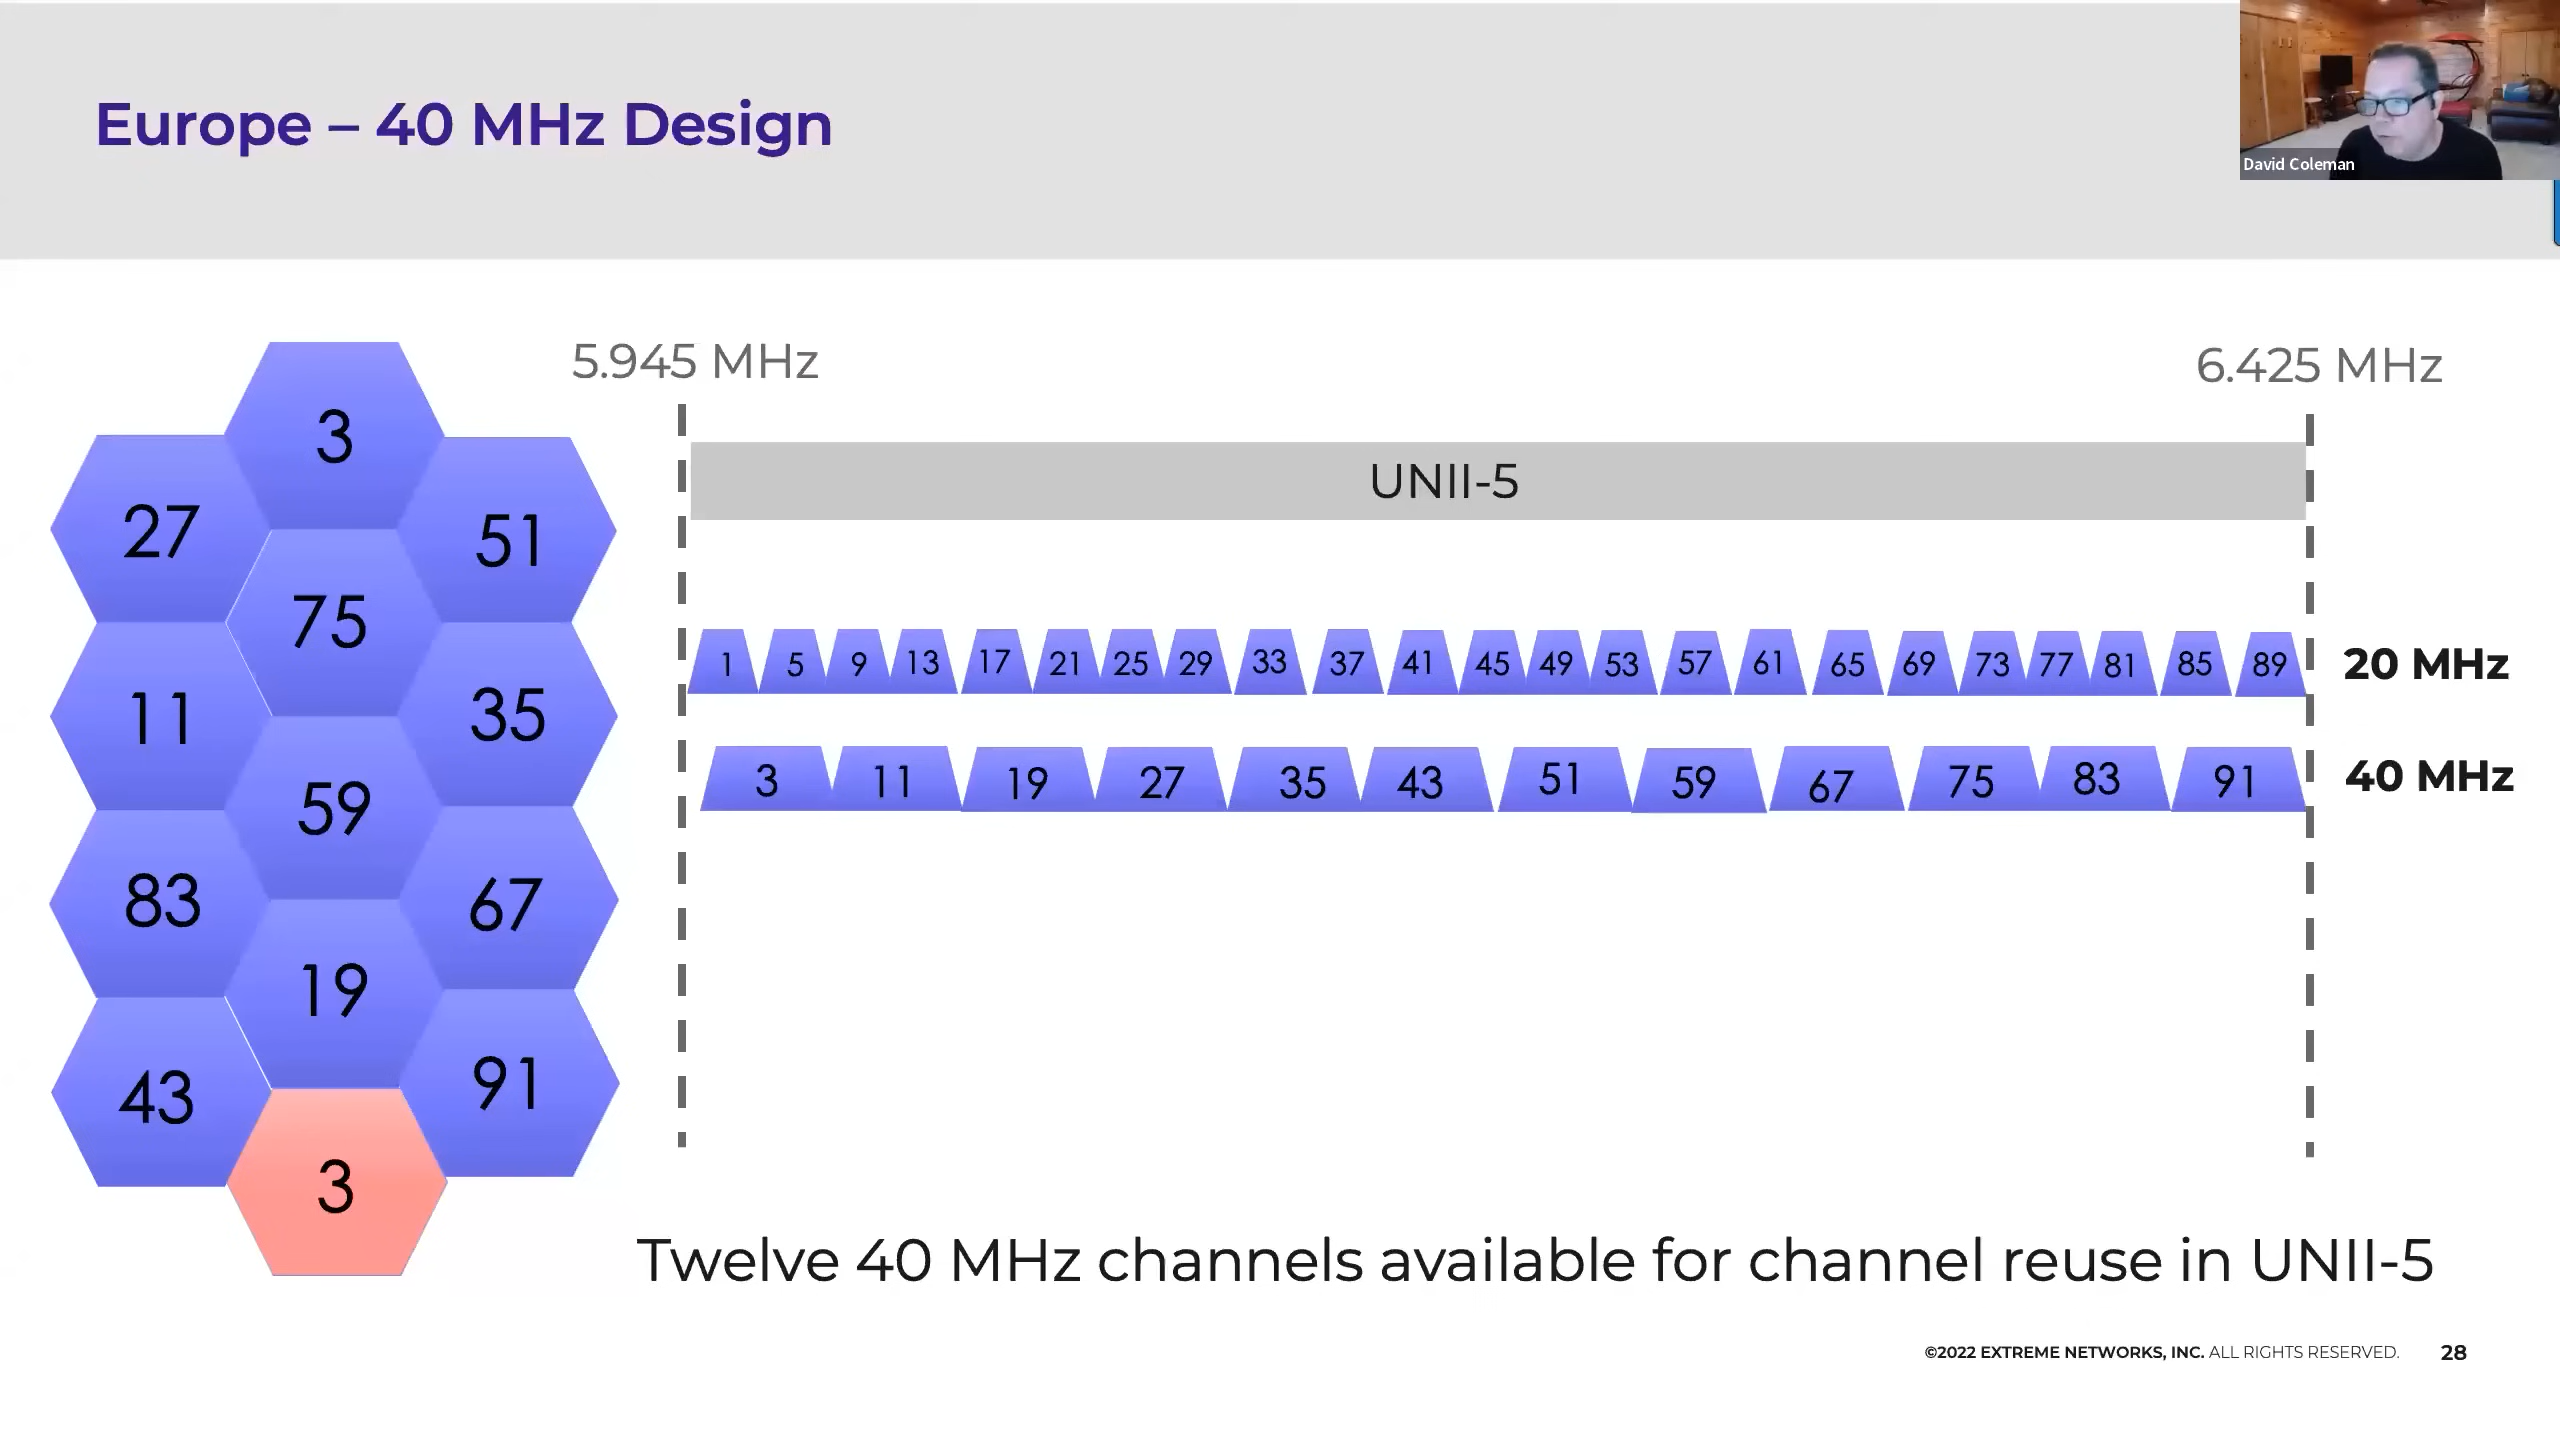 Europe – 40 MHz Design
David Coleman
5.945 MHz
6.425 MHz
UNII-5
3
27
51
75
11
35
59
83
67
19
43
91
3
1 5 9 13 17 21 25 29 33 37 41 45 49 53 57 61 65 69 73 77 81 85 89 20 MHz
3 11 19 27 35 43 51 59 67 75 83 91 40 MHz
Twelve 40 MHz channels available for channel reuse in UNII-5
©2022 EXTREME NETWORKS, INC. ALL RIGHTS RESERVED. 28